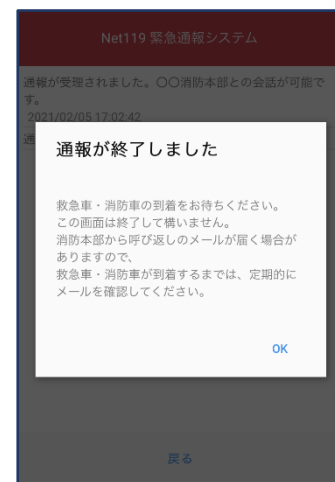 Net119 緊急通報システム
通報が受理されました。〇〇消防本部との会話が可能で
す。
2021/02/05 17:02:42
通
通報が終了しました
救急車・消防車の到着をお待ちください。
この画面は終了して構いません。
消防本部から呼び返しのメールが届く場合が
ありますので、
救急車・消防車が到着するまでは、定期的に
メールを確認してください。
OK
戻る